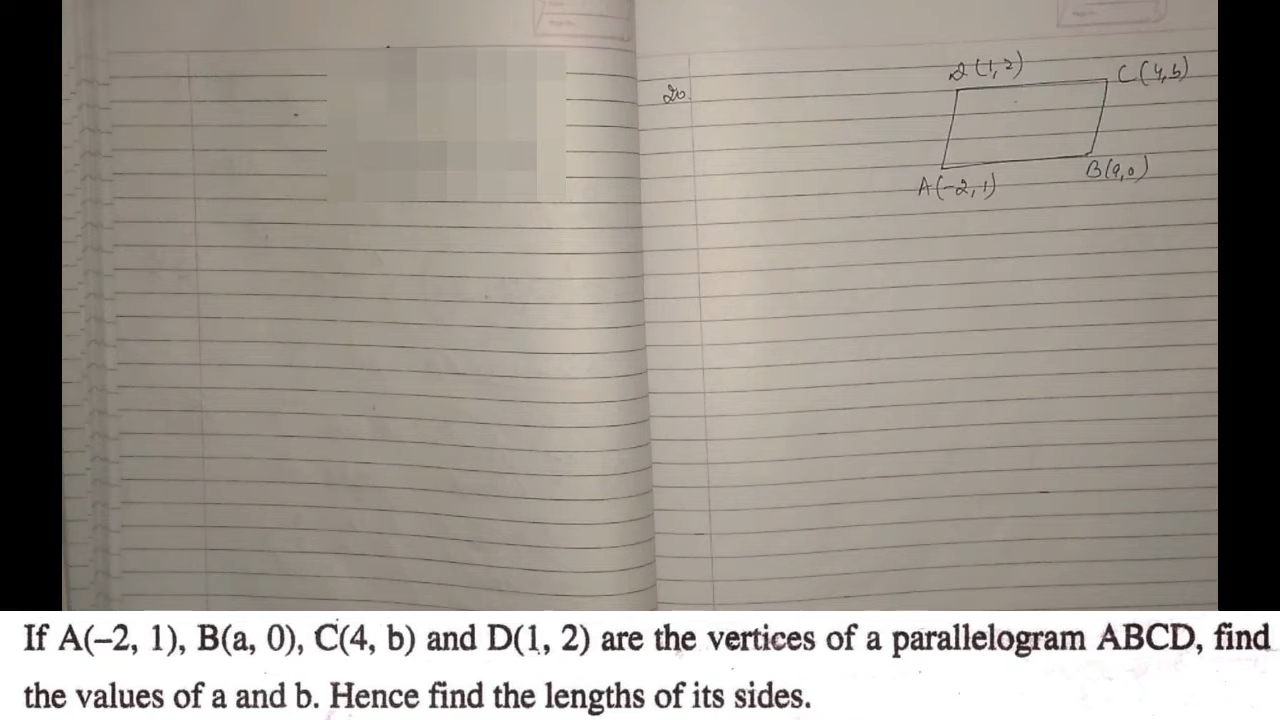 20.
D(1,2)
C(4,b)
A(-2,1)
B(a,0)
If A(–2, 1), B(a, 0), C(4, b) and D(1, 2) are the vertices of a parallelogram ABCD, find
the values of a and b. Hence find the lengths of its sides.